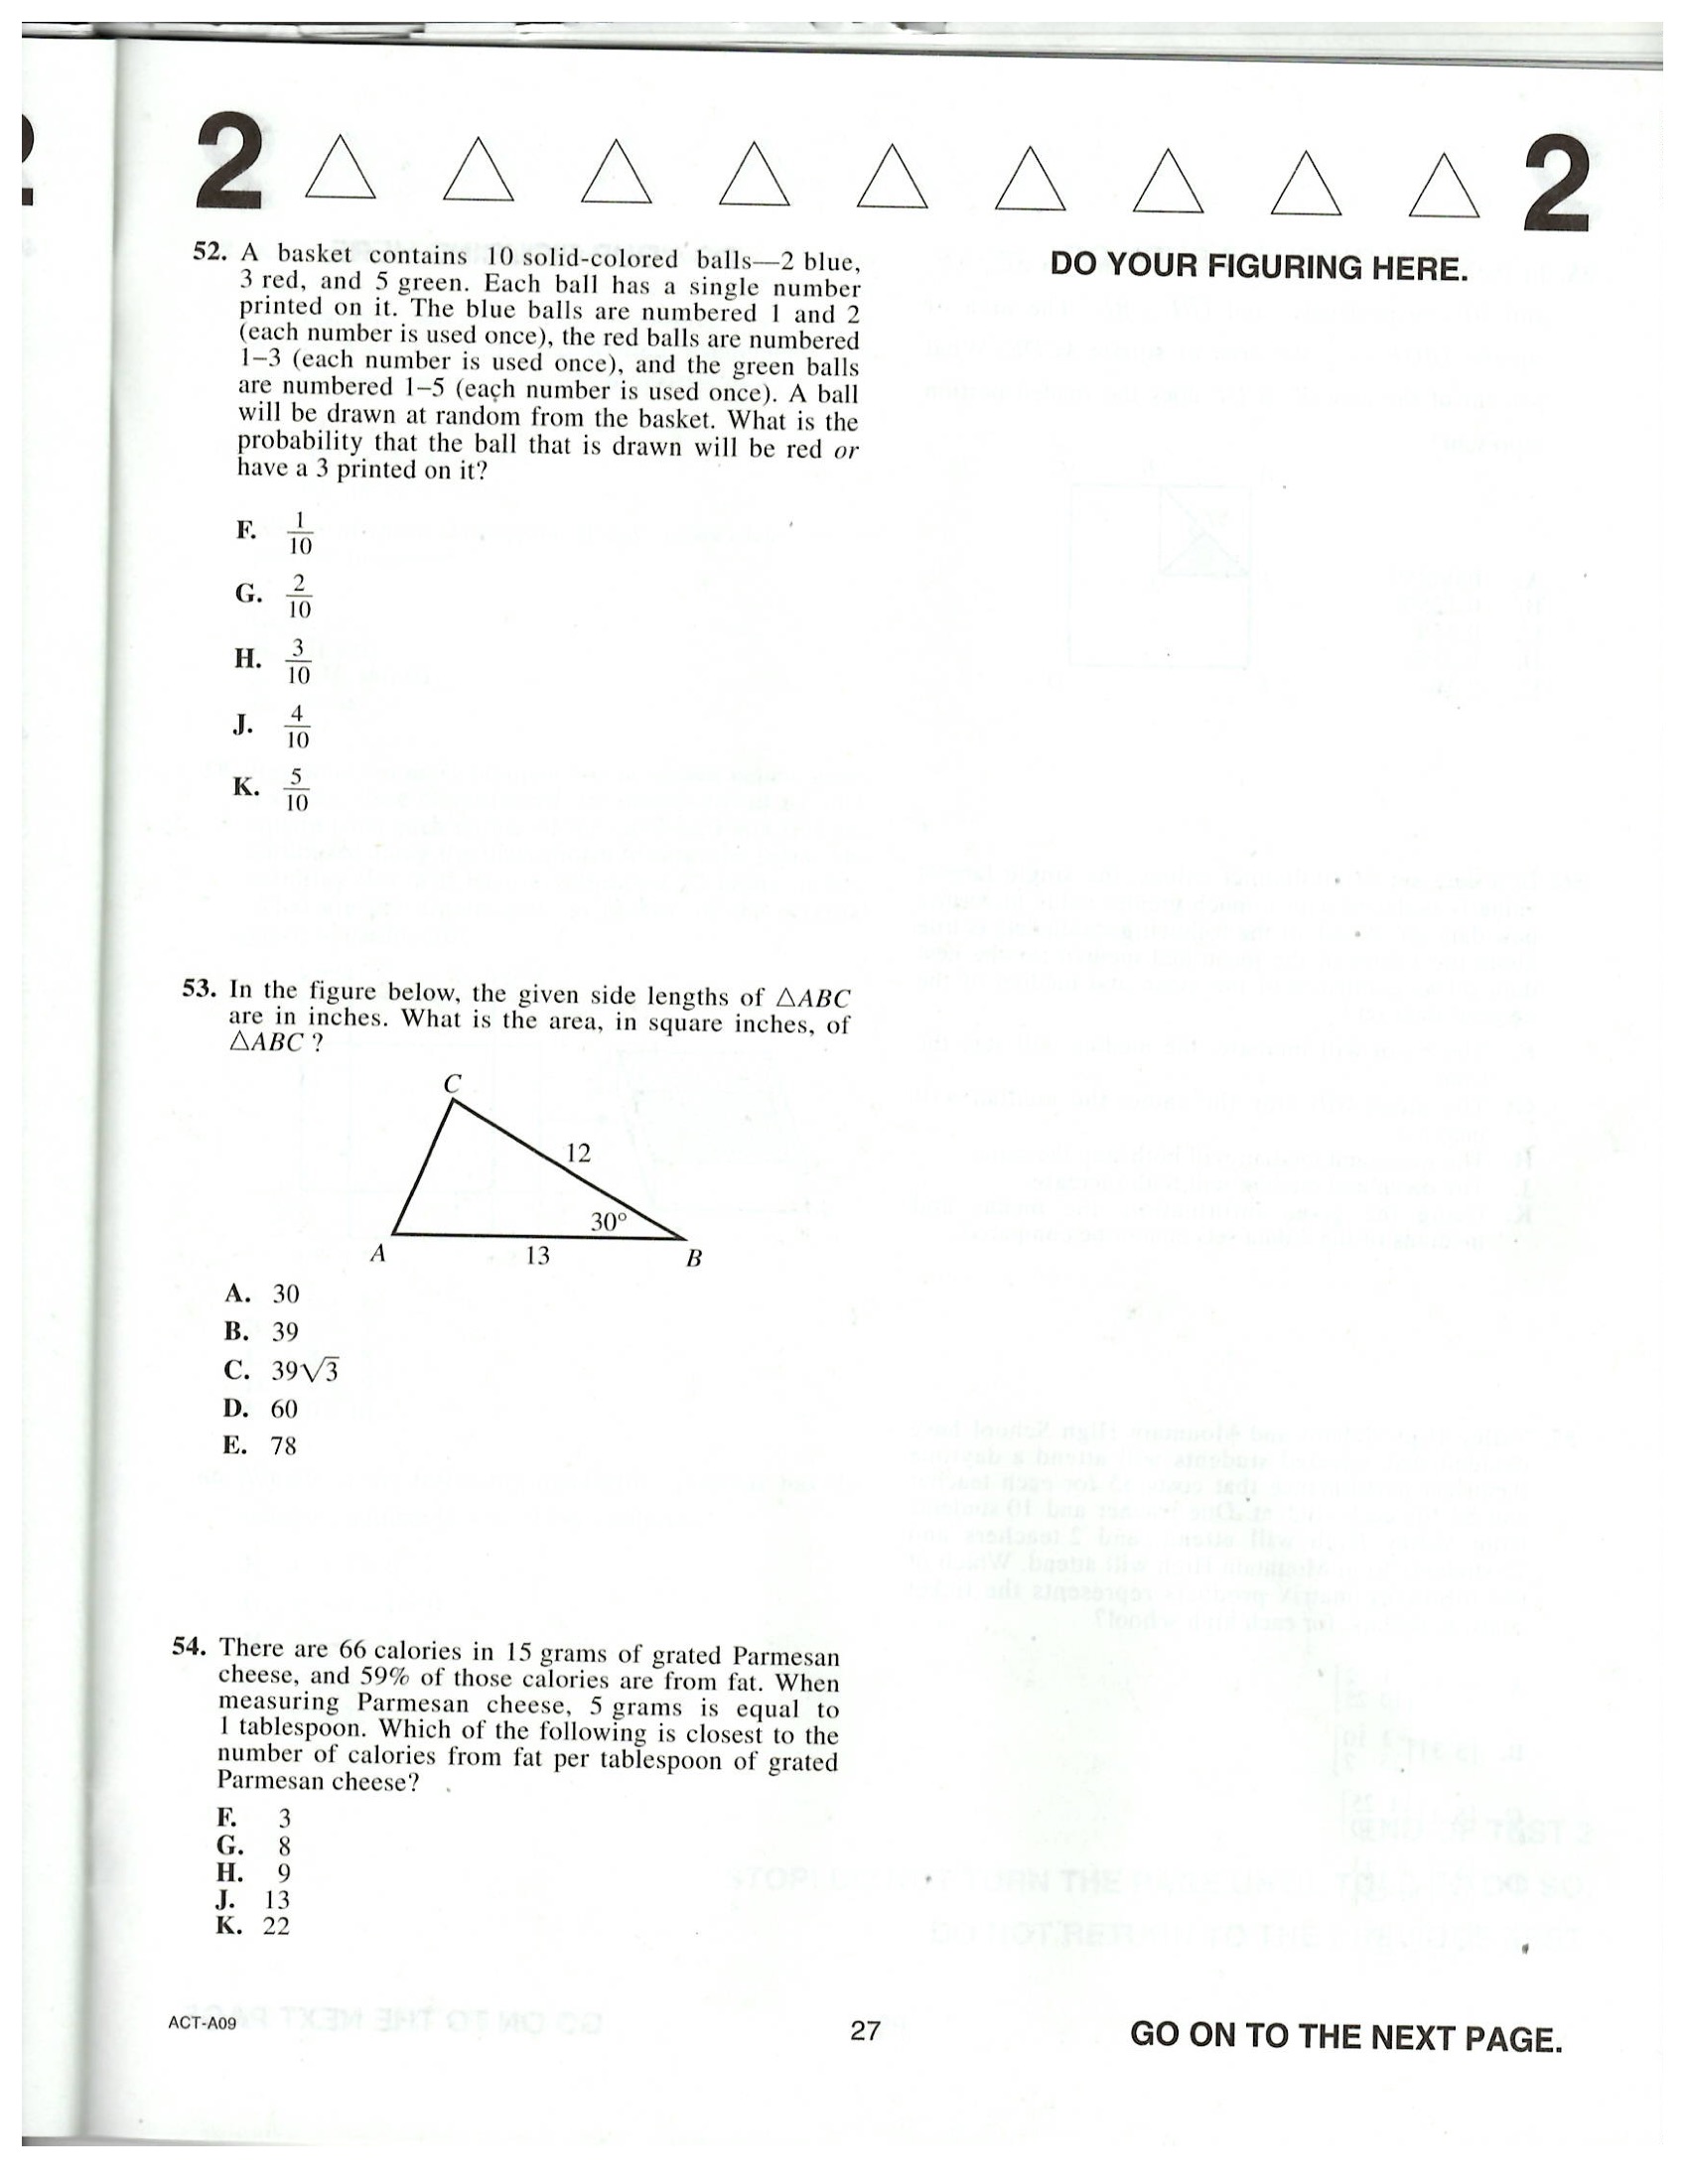 2 2
52. A basket contains 10 solid-colored balls—2 blue,
3 red, and 5 green. Each ball has a single number
printed on it. The blue balls are numbered 1 and 2
(each number is used once), the red balls are numbered
1–3 (each number is used once), and the green balls
are numbered 1–5 (each number is used once). A ball
will be drawn at random from the basket. What is the
probability that the ball that is drawn will be red or
have a 3 printed on it?
F. 1/10
G. 2/10
H. 3/10
J. 4/10
K. 5/10
DO YOUR FIGURING HERE.
53. In the figure below, the given side lengths of △ABC
are in inches. What is the area, in square inches, of
△ABC ?
C
12
30°
A 13 B
A. 30
B. 39
C. 39√3
D. 60
E. 78
54. There are 66 calories in 15 grams of grated Parmesan
cheese, and 59% of those calories are from fat. When
measuring Parmesan cheese, 5 grams is equal to
1 tablespoon. Which of the following is closest to the
number of calories from fat per tablespoon of grated
Parmesan cheese?
F. 3
G. 8
H. 9
J. 13
K. 22
ACT-A09 27 GO ON TO THE NEXT PAGE.